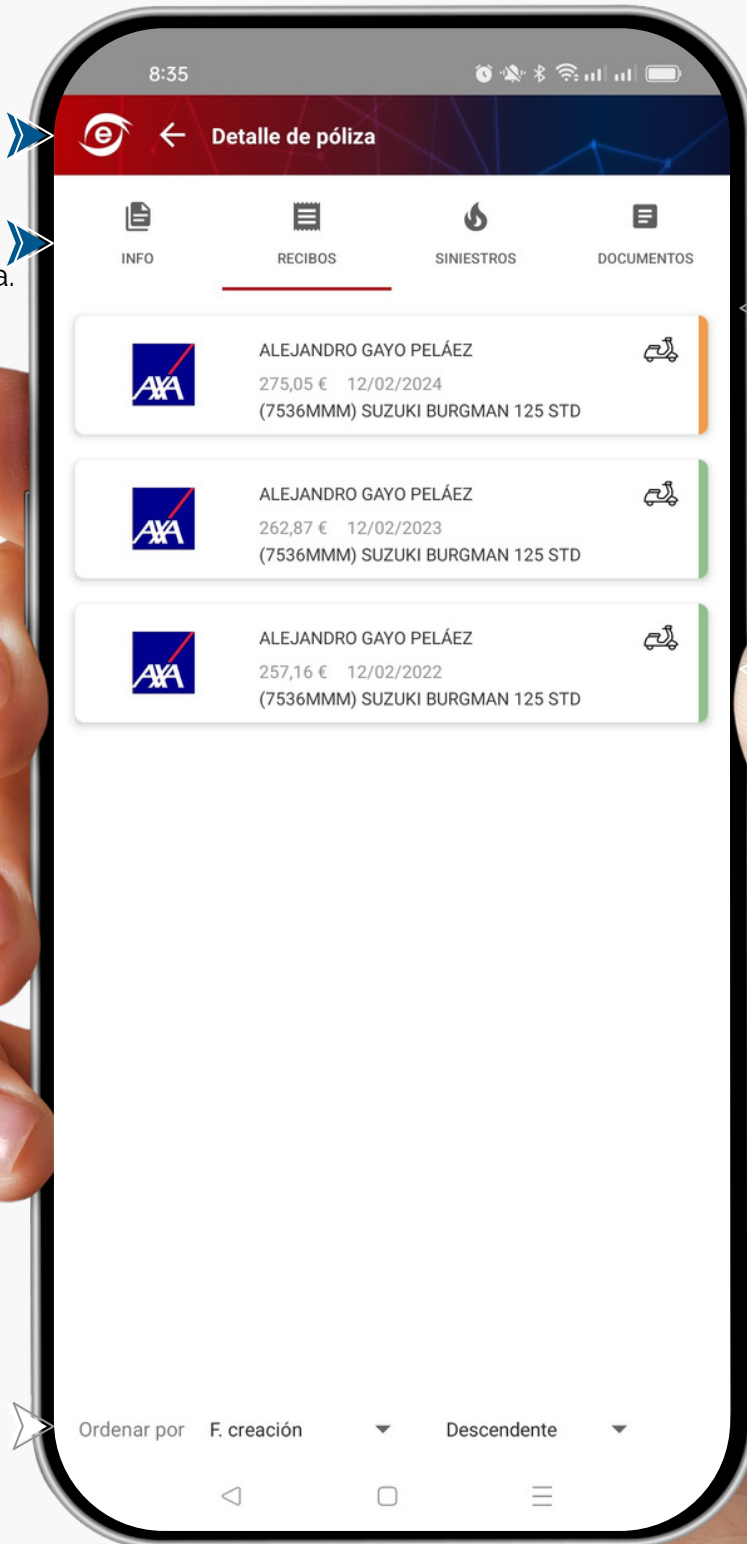 8:35
e
Detalle de póliza
INFO
RECIBOS
SINIESTROS
DOCUMENTOS
a.
AXA
ALEJANDRO GAYO PELÁEZ
275,05 € 12/02/2024
(7536MMM) SUZUKI BURGMAN 125 STD
AXA
ALEJANDRO GAYO PELÁEZ
262,87 € 12/02/2023
(7536MMM) SUZUKI BURGMAN 125 STD
AXA
ALEJANDRO GAYO PELÁEZ
257,16 € 12/02/2022
(7536MMM) SUZUKI BURGMAN 125 STD
Ordenar por F. creación Descendente